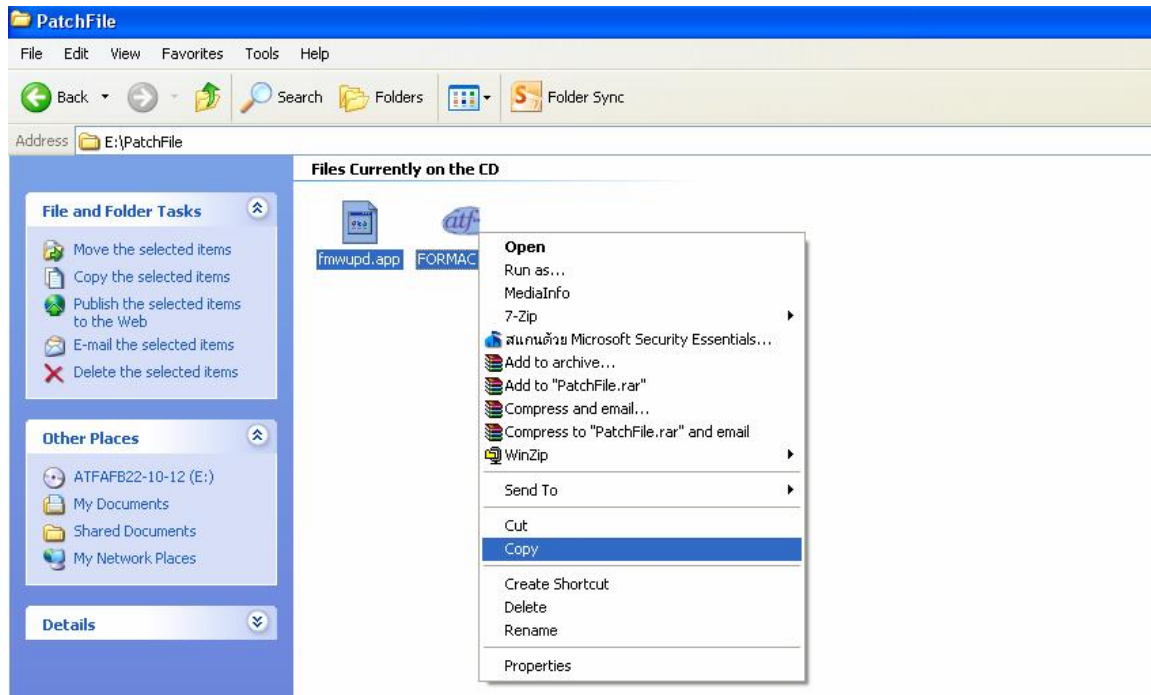 PatchFile
File Edit View Favorites Tools Help
Back Search Folders Folder Sync
Address E:\PatchFile
Files Currently on the CD
File and Folder Tasks
Move the selected items
Copy the selected items
Publish the selected items
to the Web
E-mail the selected items
Delete the selected items
Other Places
ATFAFB22-10-12 (E:)
My Documents
Shared Documents
My Network Places
Details
atf-
fmwupd.app FORMAC
Open
Run as...
MediaInfo
7-Zip
สแกนด้วย Microsoft Security Essentials...
Add to archive...
Add to "PatchFile.rar"
Compress and email...
Compress to "PatchFile.rar" and email
WinZip
Send To
Cut
Copy
Create Shortcut
Delete
Rename
Properties